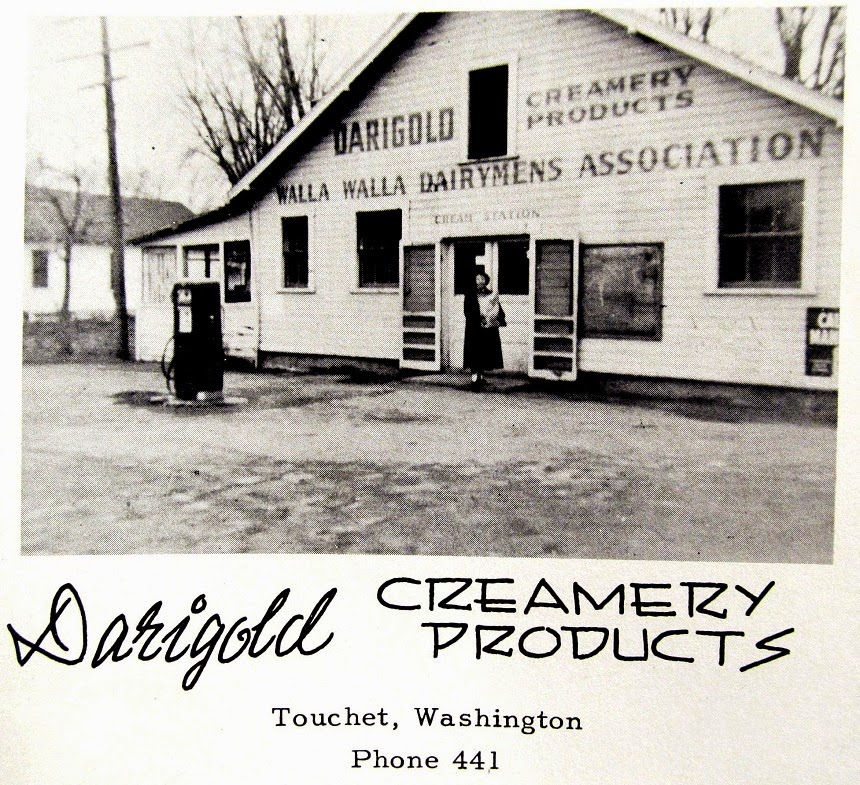 DARIGOLD
CREAMERY
PRODUCTS
WALLA WALLA DAIRYMENS ASSOCIATION
CREAM STATION
Darigold
CREAMERY
PRODUCTS
Touchet, Washington
Phone 441